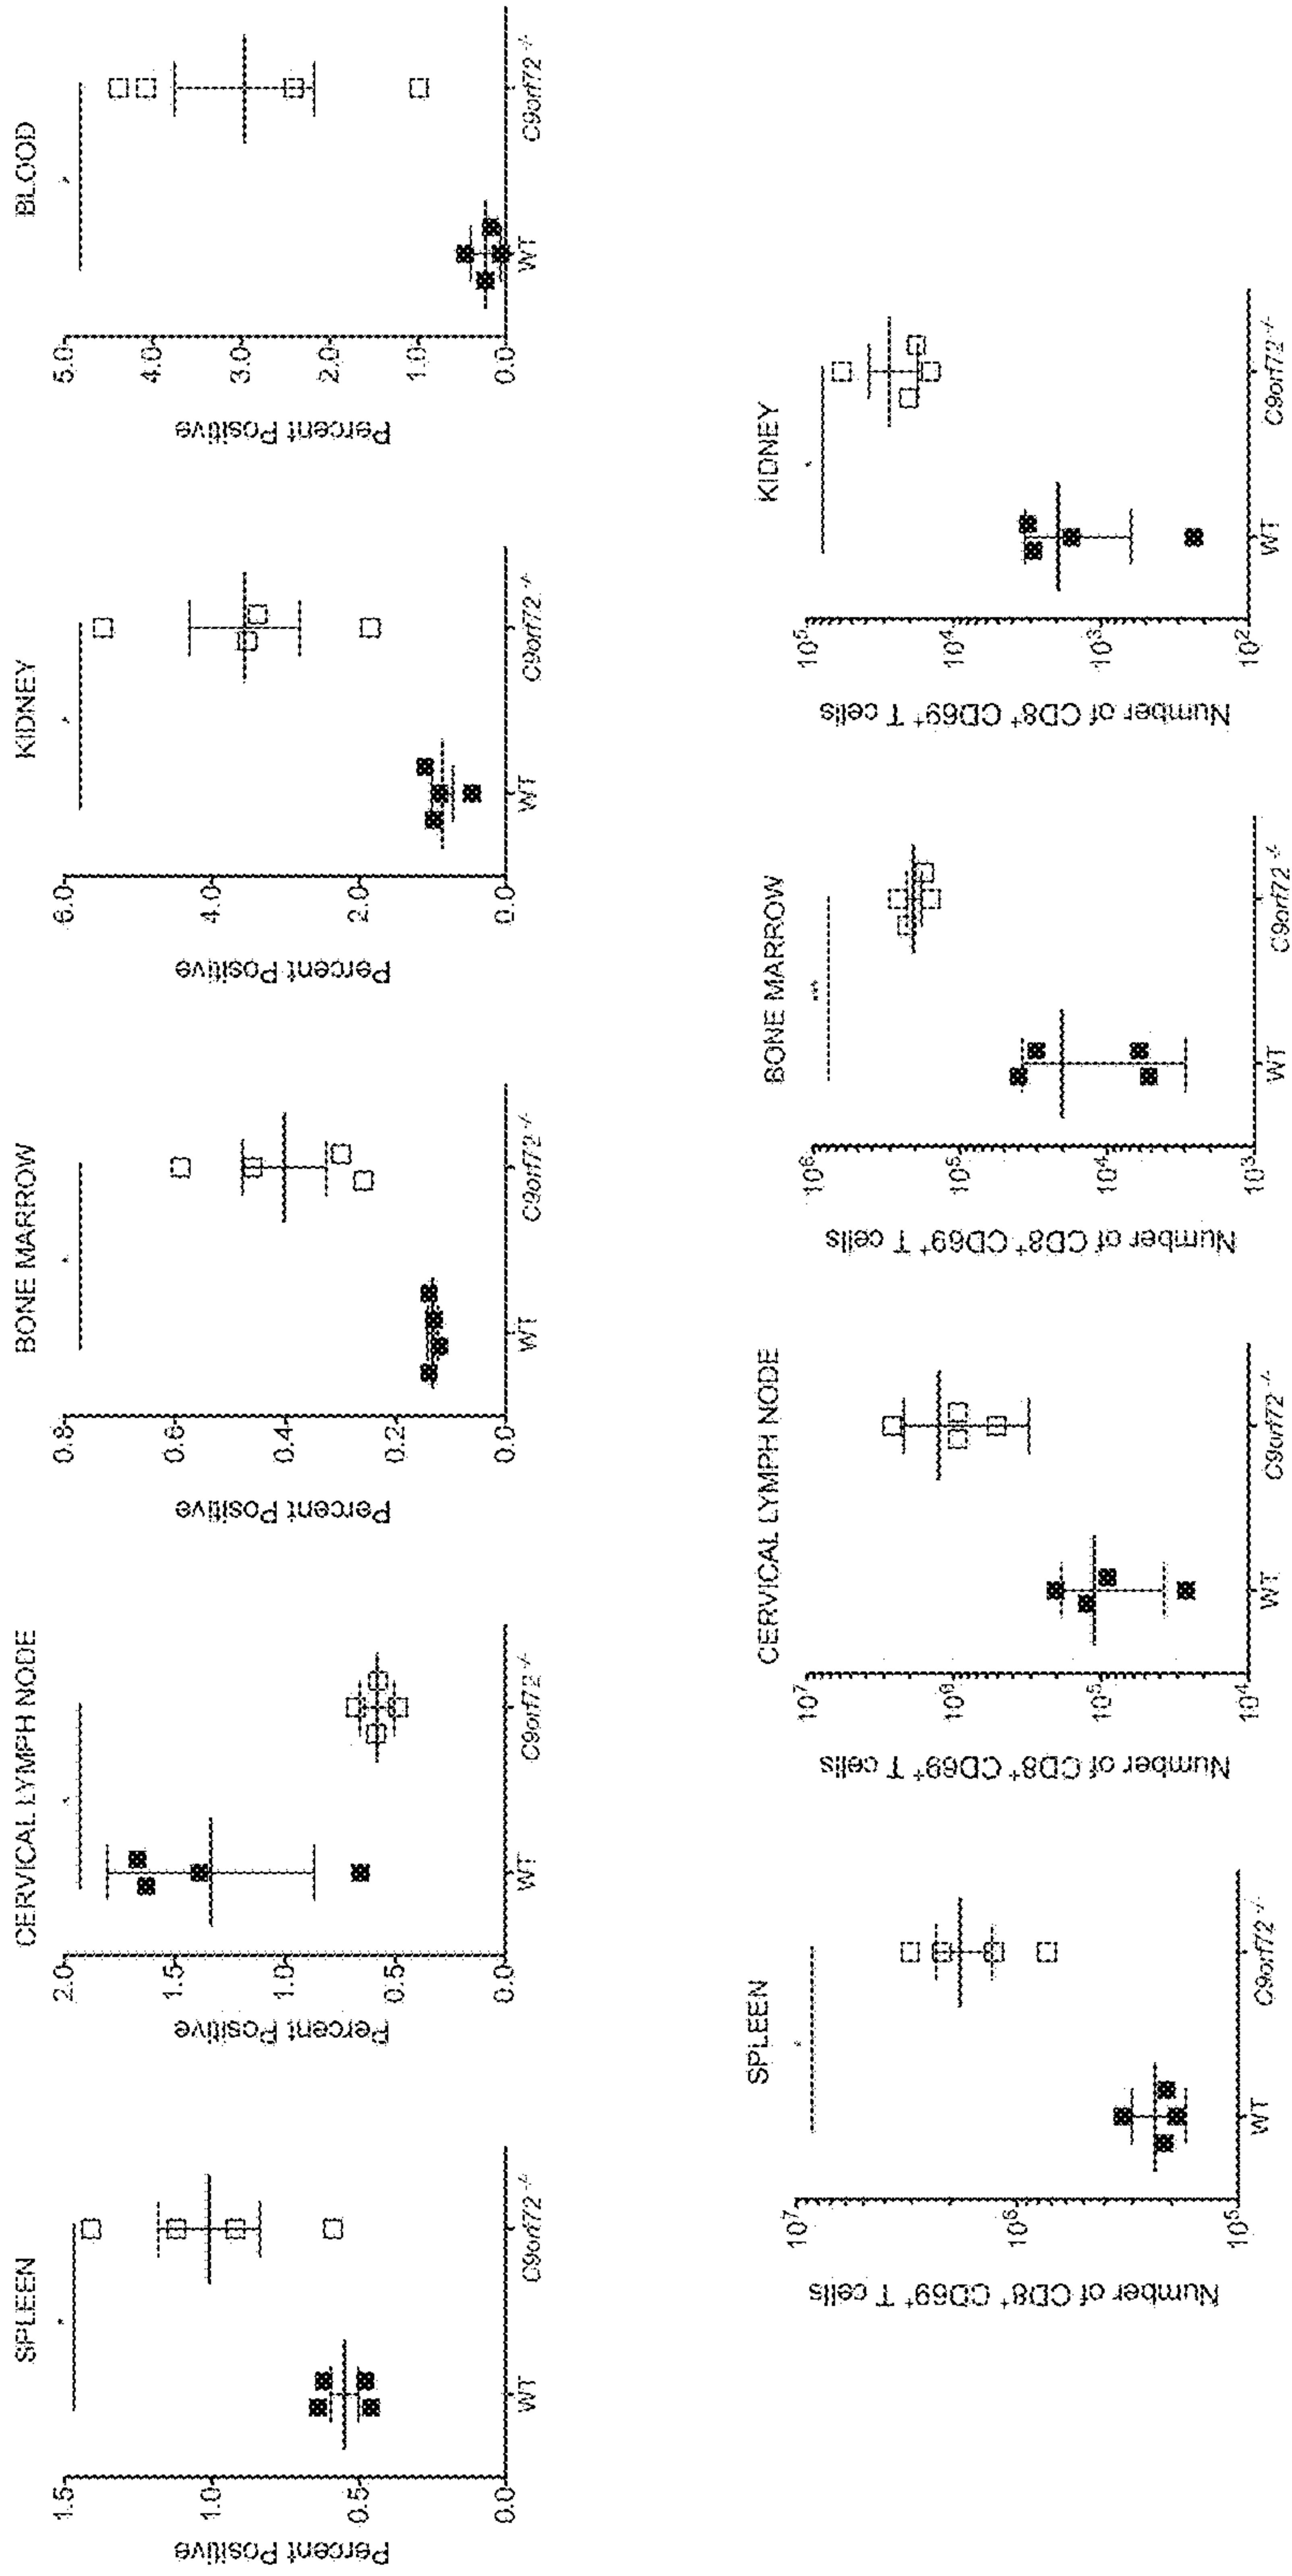 SPLEEN
*
Percent Positive
1.5
1.0
0.5
0.0
WT
C9orf72 -/-
CERVICAL LYMPH NODE
*
Percent Positive
2.0
1.5
1.0
0.5
0.0
WT
C9orf72 -/-
BONE MARROW
*
Percent Positive
0.8
0.6
0.4
0.2
0.0
WT
C9orf72 -/-
KIDNEY
*
Percent Positive
6.0
4.0
2.0
0.0
WT
C9orf72 -/-
BLOOD
*
Percent Positive
5.0
4.0
3.0
2.0
1.0
0.0
WT
C9orf72 -/-
SPLEEN
*
Number of CD8⁺ CD69⁺ T cells
10⁷
10⁶
10⁵
WT
C9orf72 -/-
CERVICAL LYMPH NODE
Number of CD8⁺ CD69⁺ T cells
10⁷
10⁶
10⁵
10⁴
WT
C9orf72 -/-
BONE MARROW
***
Number of CD8⁺ CD69⁺ T cells
10⁶
10⁵
10⁴
10³
WT
C9orf72 -/-
KIDNEY
*
Number of CD8⁺ CD69⁺ T cells
10⁵
10⁴
10³
10²
WT
C9orf72 -/-